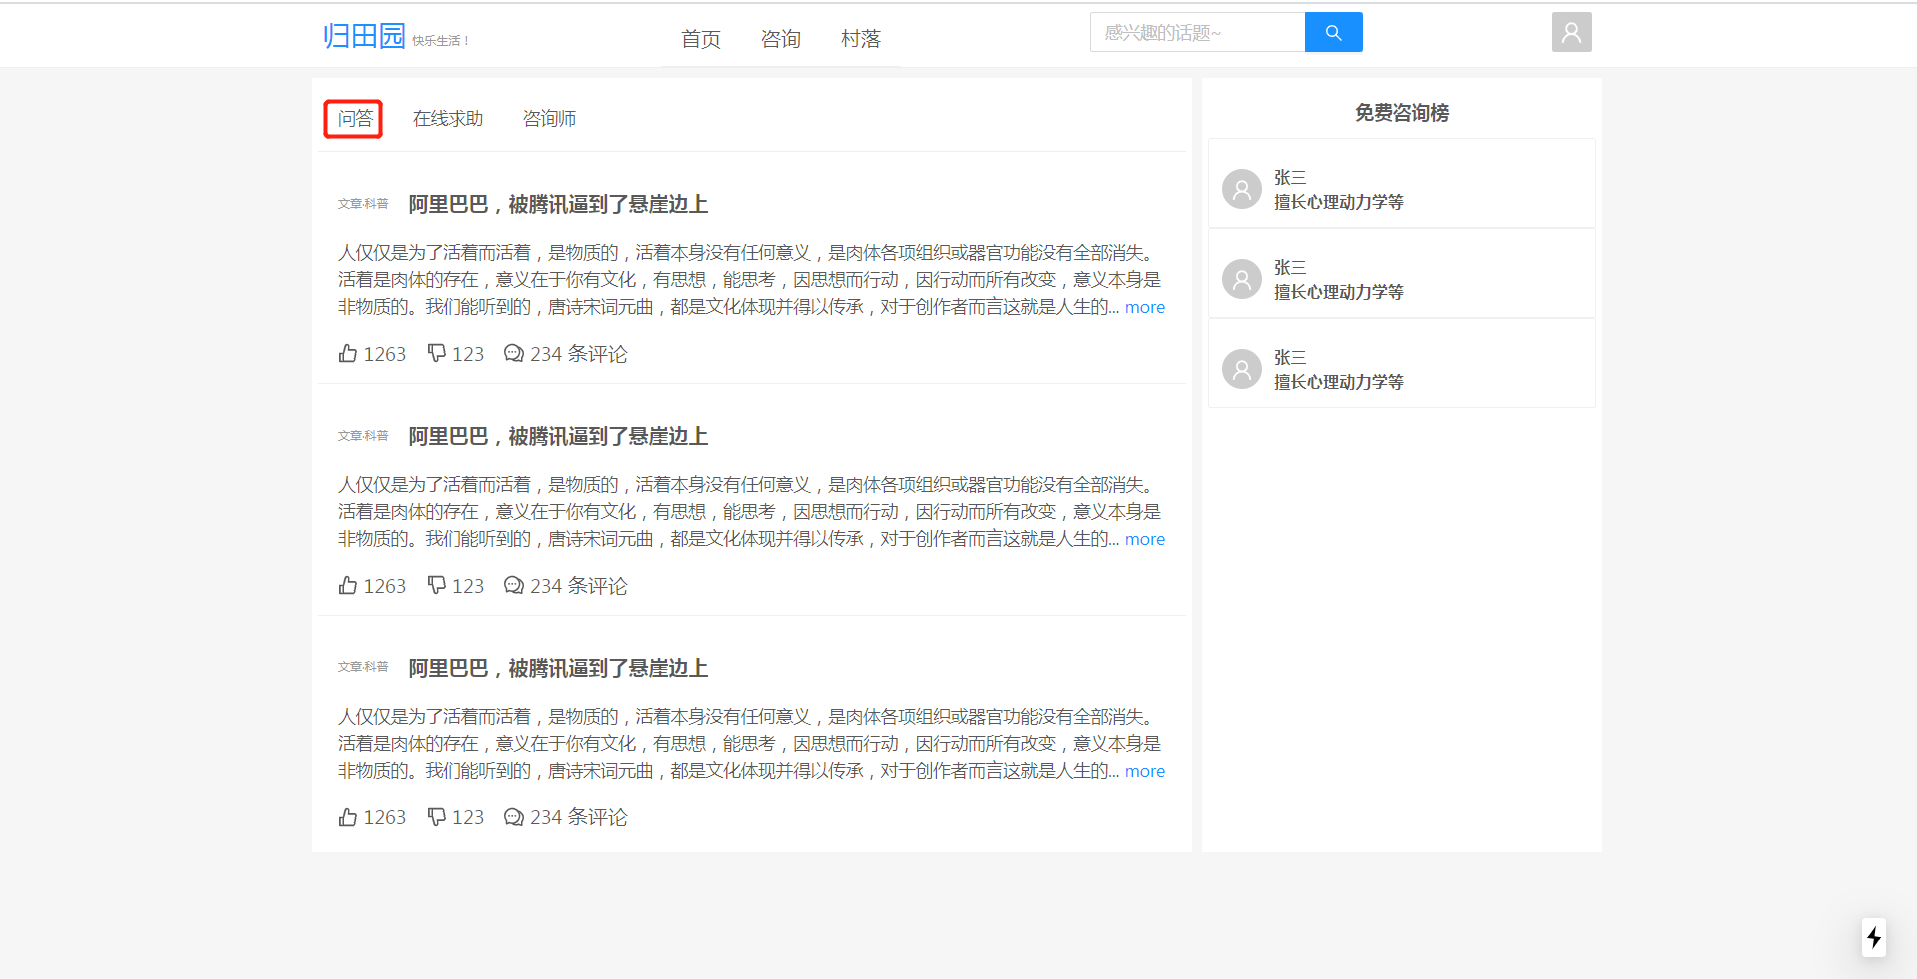 归田园 快乐生活！
首页 咨询 村落
感兴趣的话题~
问答 在线求助 咨询师
文章·科普 阿里巴巴，被腾讯逼到了悬崖边上
人仅仅是为了活着而活着，是物质的，活着本身没有任何意义，是肉体各项组织或器官功能没有全部消失。
活着是肉体的存在，意义在于你有文化，有思想，能思考，因思想而行动，因行动而所有改变，意义本身是
非物质的。我们能听到的，唐诗宋词元曲，都是文化体现并得以传承，对于创作者而言这就是人生的... more
1263 123 234 条评论
文章·科普 阿里巴巴，被腾讯逼到了悬崖边上
人仅仅是为了活着而活着，是物质的，活着本身没有任何意义，是肉体各项组织或器官功能没有全部消失。
活着是肉体的存在，意义在于你有文化，有思想，能思考，因思想而行动，因行动而所有改变，意义本身是
非物质的。我们能听到的，唐诗宋词元曲，都是文化体现并得以传承，对于创作者而言这就是人生的... more
1263 123 234 条评论
文章·科普 阿里巴巴，被腾讯逼到了悬崖边上
人仅仅是为了活着而活着，是物质的，活着本身没有任何意义，是肉体各项组织或器官功能没有全部消失。
活着是肉体的存在，意义在于你有文化，有思想，能思考，因思想而行动，因行动而所有改变，意义本身是
非物质的。我们能听到的，唐诗宋词元曲，都是文化体现并得以传承，对于创作者而言这就是人生的... more
1263 123 234 条评论
免费咨询榜
张三
擅长心理动力学等
张三
擅长心理动力学等
张三
擅长心理动力学等